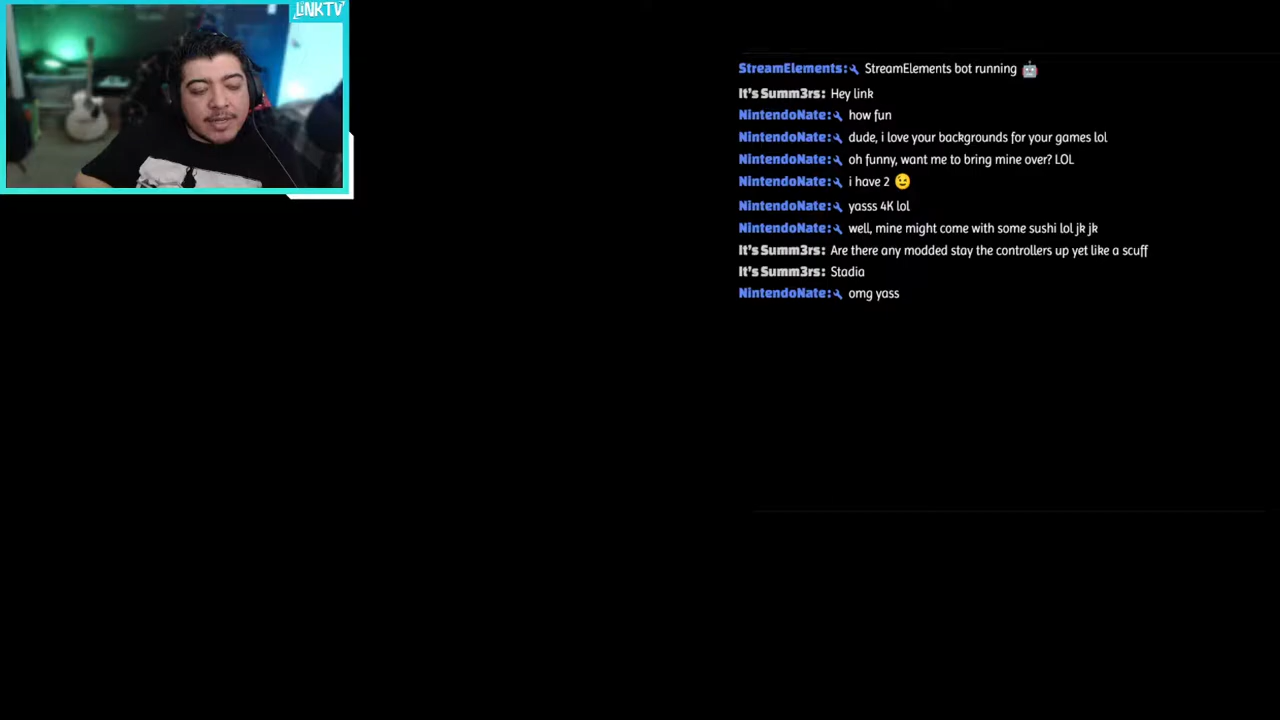 LiNKTV
StreamElements: StreamElements bot running 🤖
It's Summ3rs: Hey link
NintendoNate: how fun
NintendoNate: dude, i love your backgrounds for your games lol
NintendoNate: oh funny, want me to bring mine over? LOL
NintendoNate: i have 2 😉
NintendoNate: yasss 4K lol
NintendoNate: well, mine might come with some sushi lol jk jk
It's Summ3rs: Are there any modded stay the controllers up yet like a scuff
It's Summ3rs: Stadia
NintendoNate: omg yass